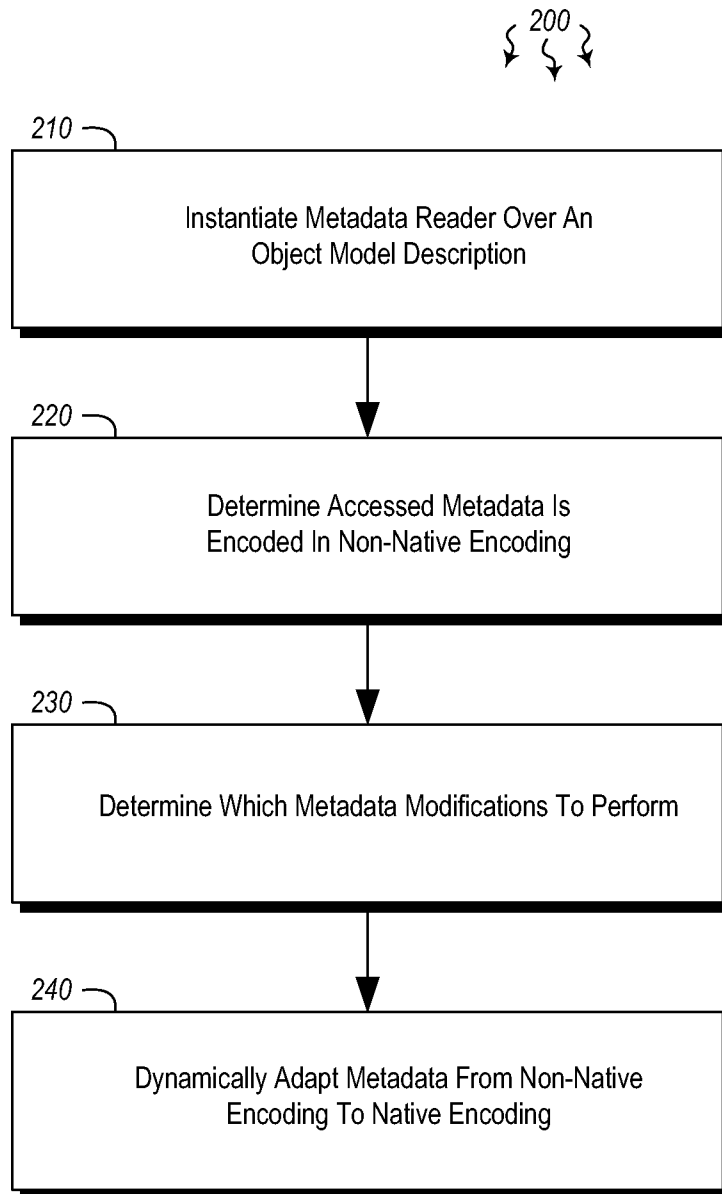 200
210
Instantiate Metadata Reader Over An
Object Model Description
220
Determine Accessed Metadata Is
Encoded In Non-Native Encoding
230
Determine Which Metadata Modifications To Perform
240
Dynamically Adapt Metadata From Non-Native
Encoding To Native Encoding